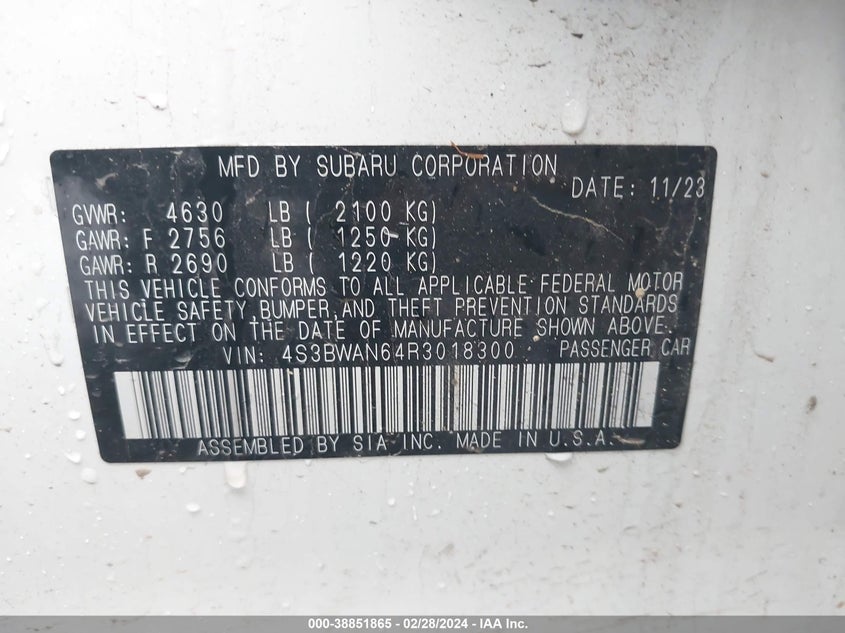 MFD BY SUBARU CORPORATION
DATE: 11/23
GVWR: 4630 LB ( 2100 KG)
GAWR: F 2756 LB ( 1250 KG)
GAWR: R 2690 LB ( 1220 KG)
THIS VEHICLE CONFORMS TO ALL APPLICABLE FEDERAL MOTOR
VEHICLE SAFETY, BUMPER, AND THEFT PREVENTION STANDARDS
IN EFFECT ON THE DATE OF MANUFACTURE SHOWN ABOVE.
VIN: 4S3BWAN64R3018300 PASSENGER CAR
ASSEMBLED BY SIA INC. MADE IN U.S.A.
000-38851865 - 02/28/2024 - IAA Inc.